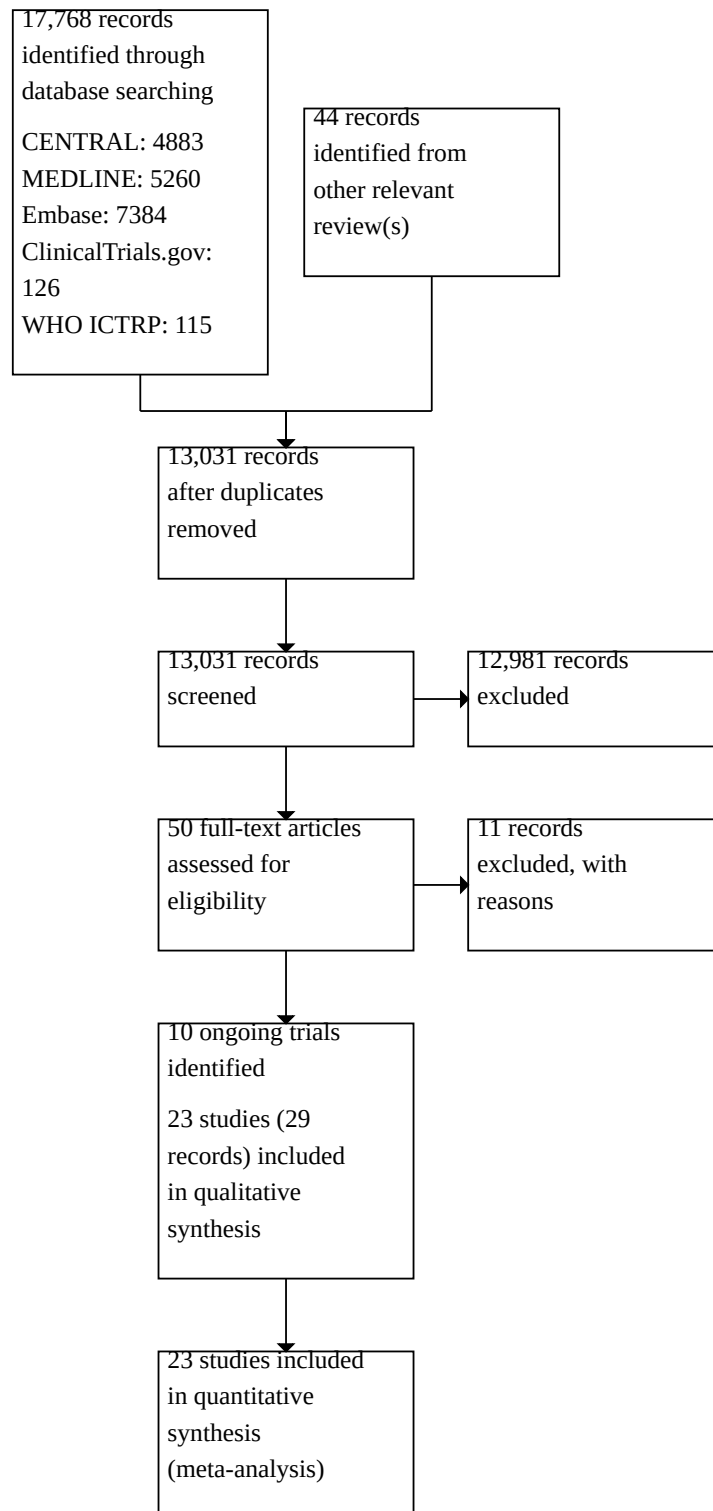 17,768 records
identified through
database searching
CENTRAL: 4883
MEDLINE: 5260
Embase: 7384
ClinicalTrials.gov:
126
WHO ICTRP: 115
44 records
identified from
other relevant
review(s)
13,031 records
after duplicates
removed
13,031 records
screened
12,981 records
excluded
50 full-text articles
assessed for
eligibility
11 records
excluded, with
reasons
10 ongoing trials
identified
23 studies (29
records) included
in qualitative
synthesis
23 studies included
in quantitative
synthesis
(meta-analysis)